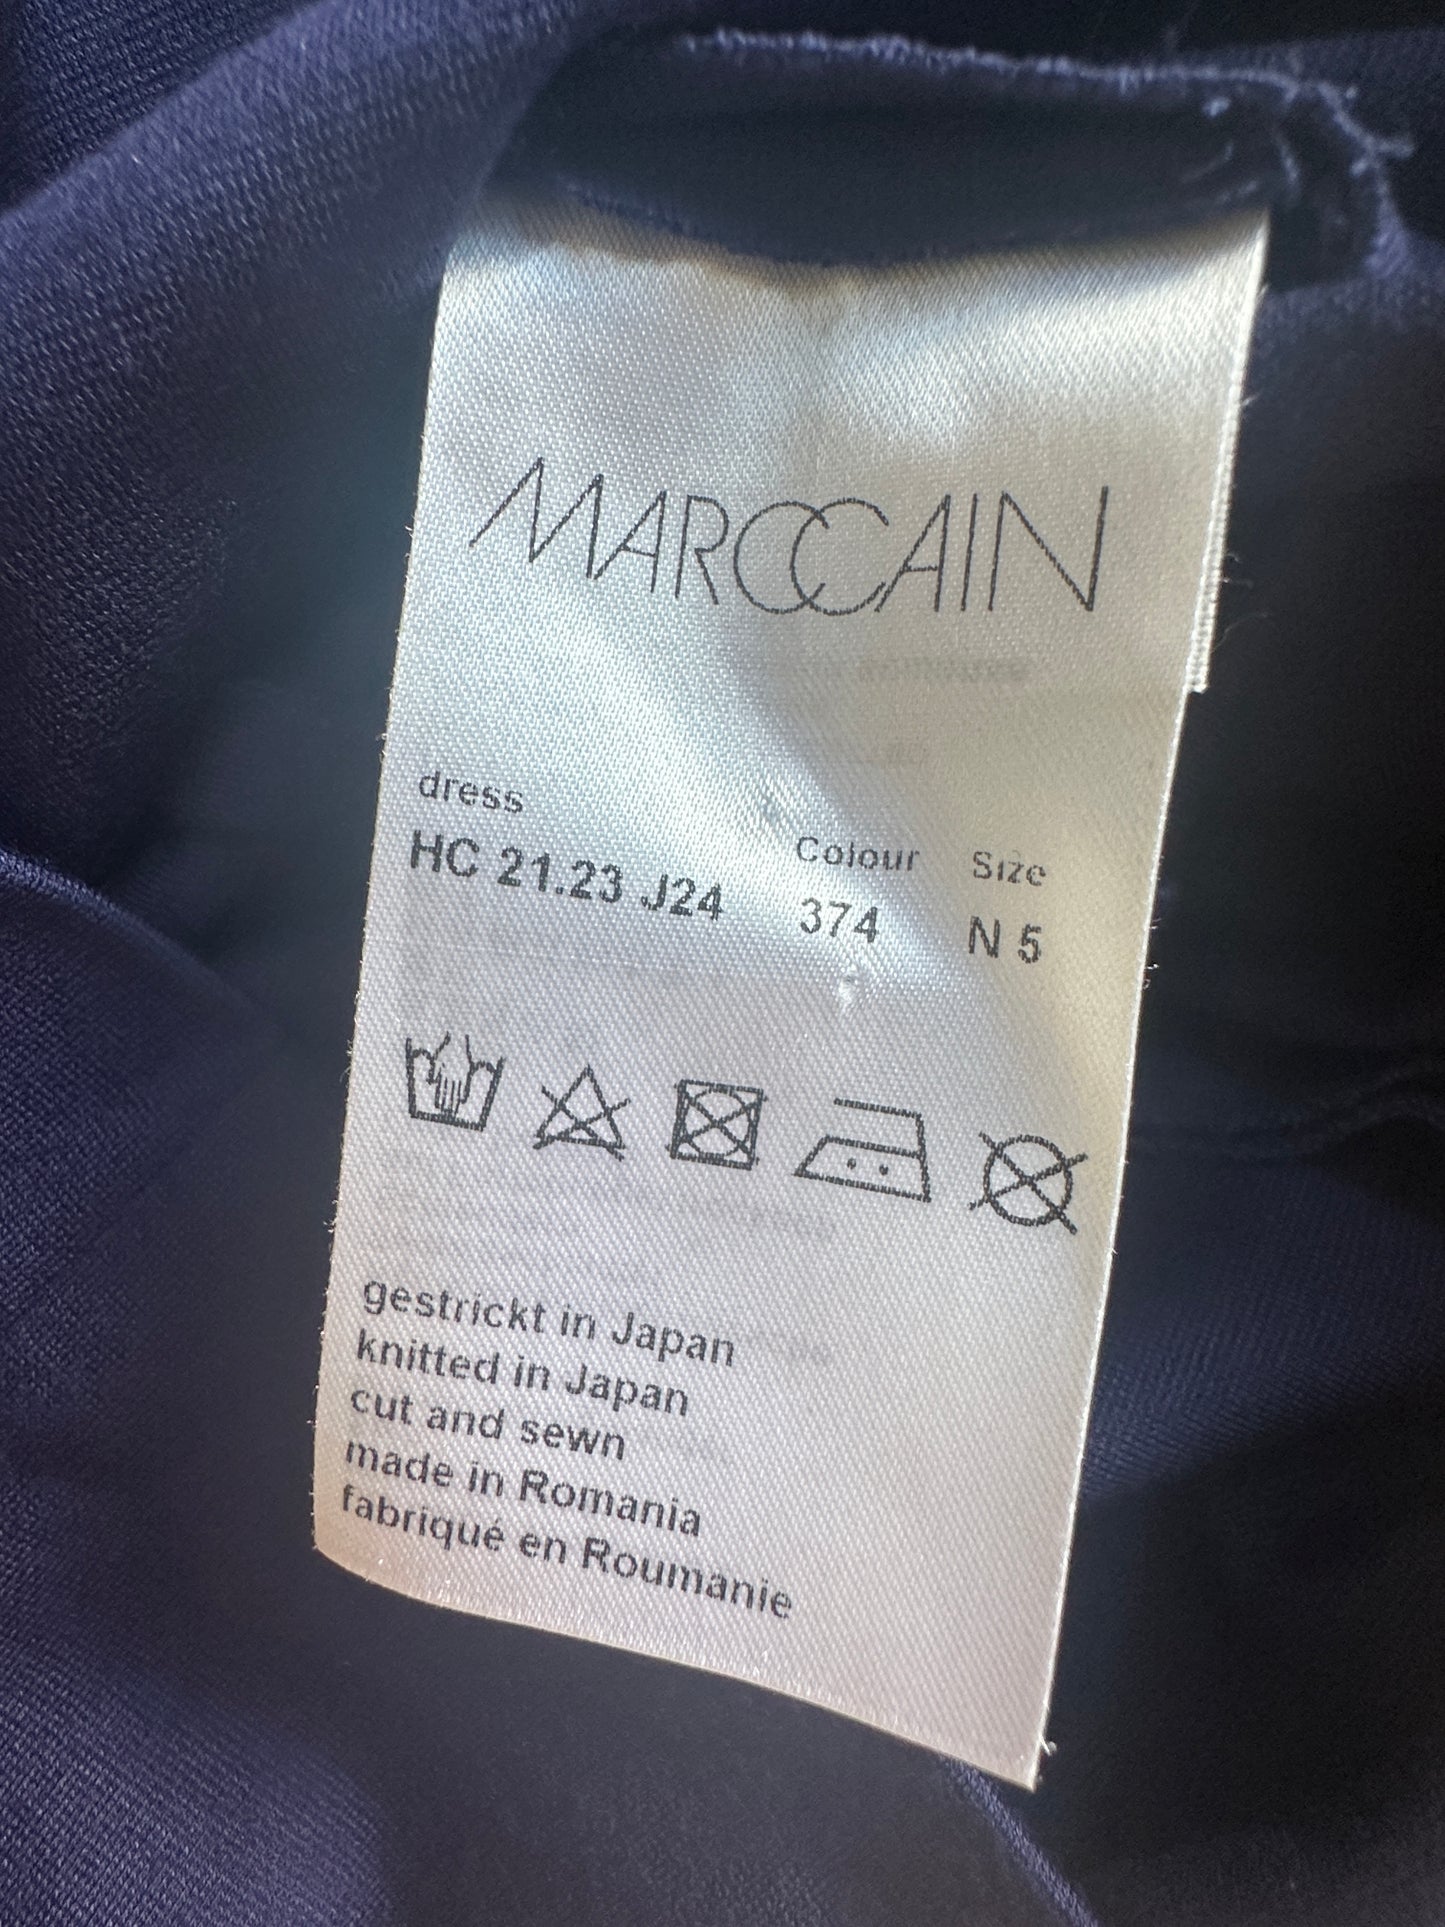 MARCCAIN
dress
Colour Size
HC 21.23 J24 374 N 5
gestrickt in Japan
knitted in Japan
cut and sewn
made in Romania
fabriqué en Roumanie